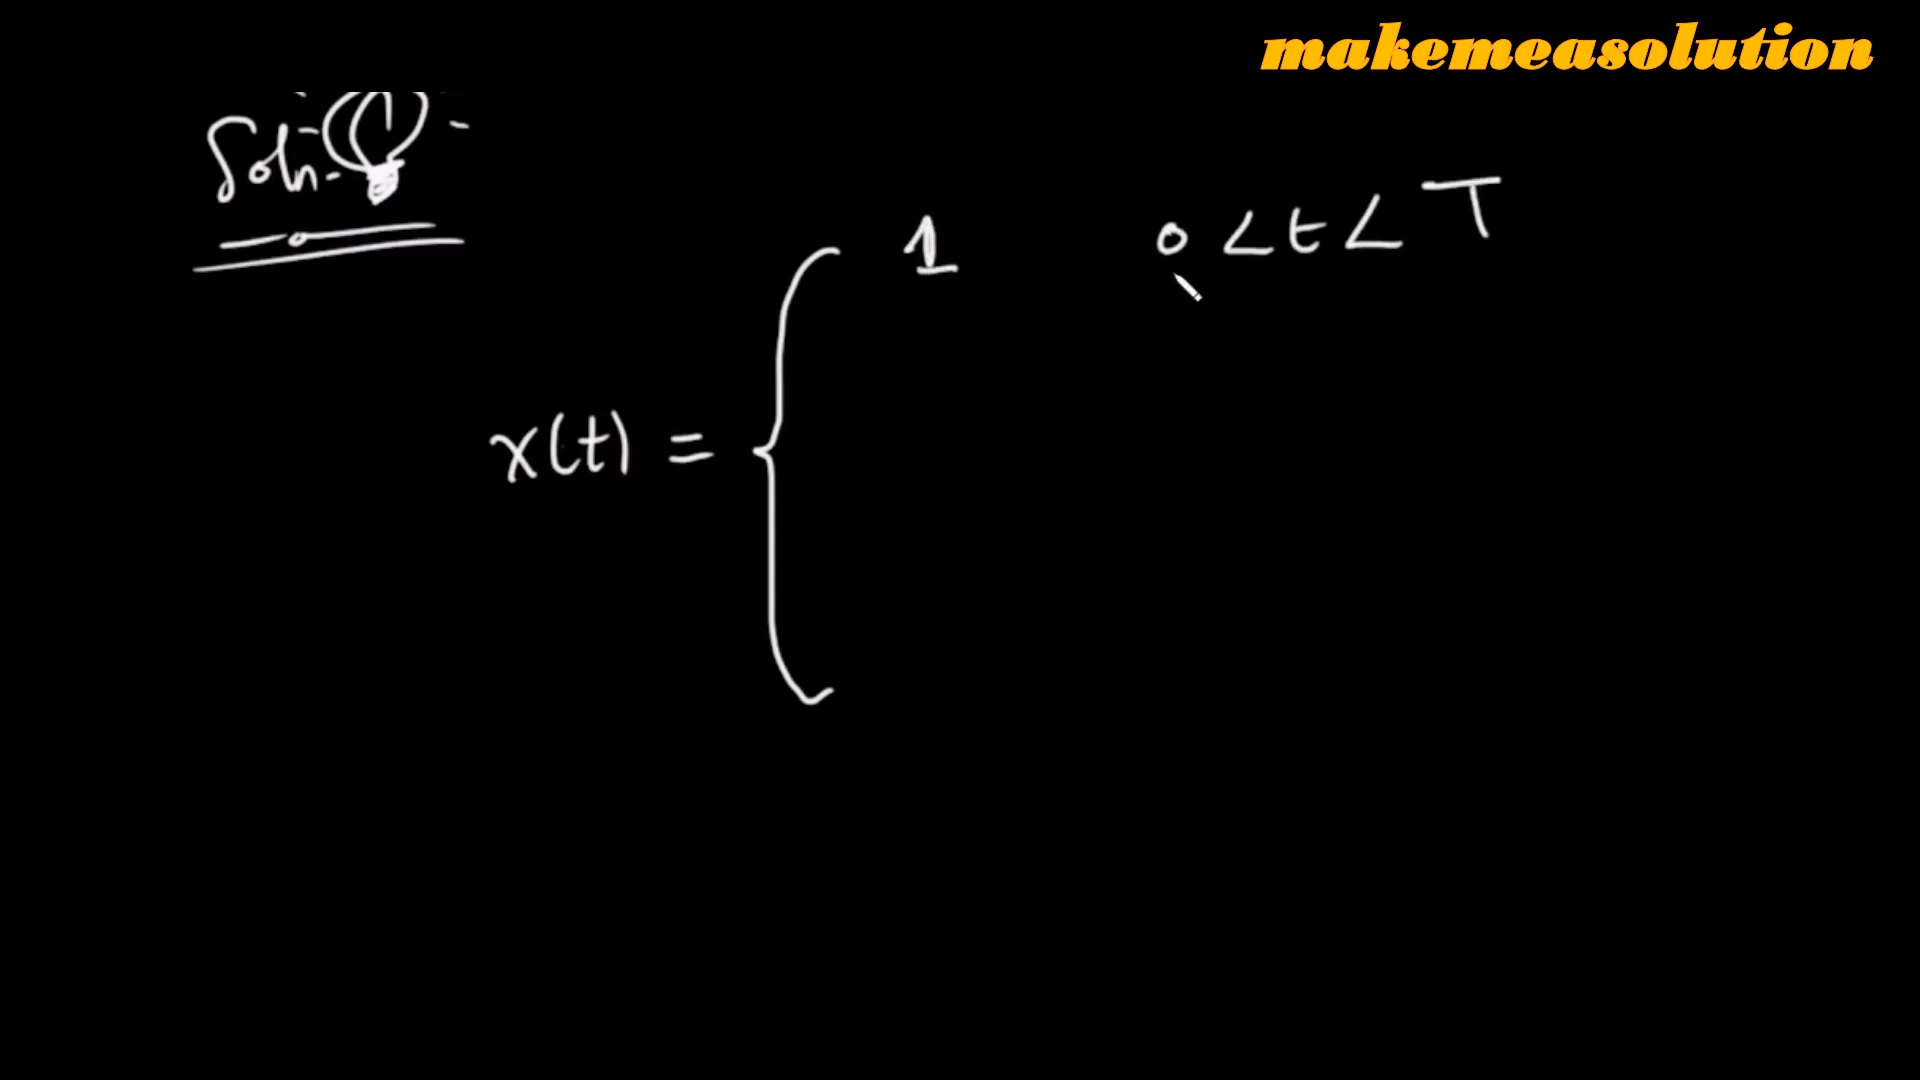 makemeasolution
Soln:-
1 0 < t < T
x(t) = {